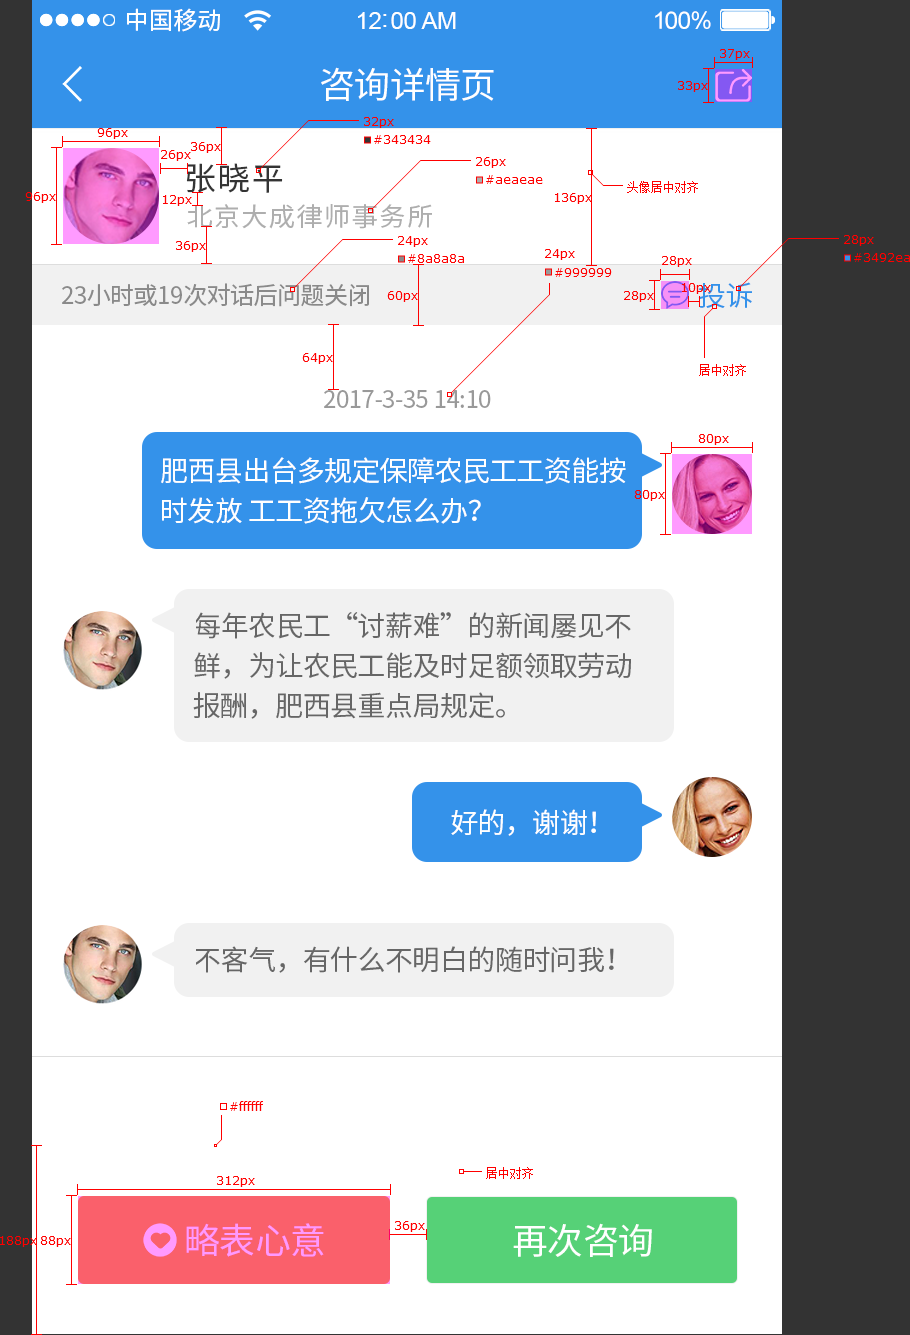 中国移动 12:00 AM 100%
咨询详情页
37px
33px
96px
36px
32px
#343434
26px
张晓平
26px
#aeaeae
头像居中对齐
96px
12px
136px
北京大成律师事务所
36px
24px
#8a8a8a
24px
#999999
28px
28px
#3492ea
23小时或19次对话后问题关闭
60px
28px
10px
投诉
64px
居中对齐
2017-3-35 14:10
80px
肥西县出台多规定保障农民工工资能按
时发放 工工资拖欠怎么办?
80px
每年农民工“讨薪难”的新闻屡见不
鲜，为让农民工能及时足额领取劳动
报酬，肥西县重点局规定。
好的，谢谢！
不客气，有什么不明白的随时问我！
#ffffff
居中对齐
312px
188px
88px
略表心意
36px
再次咨询